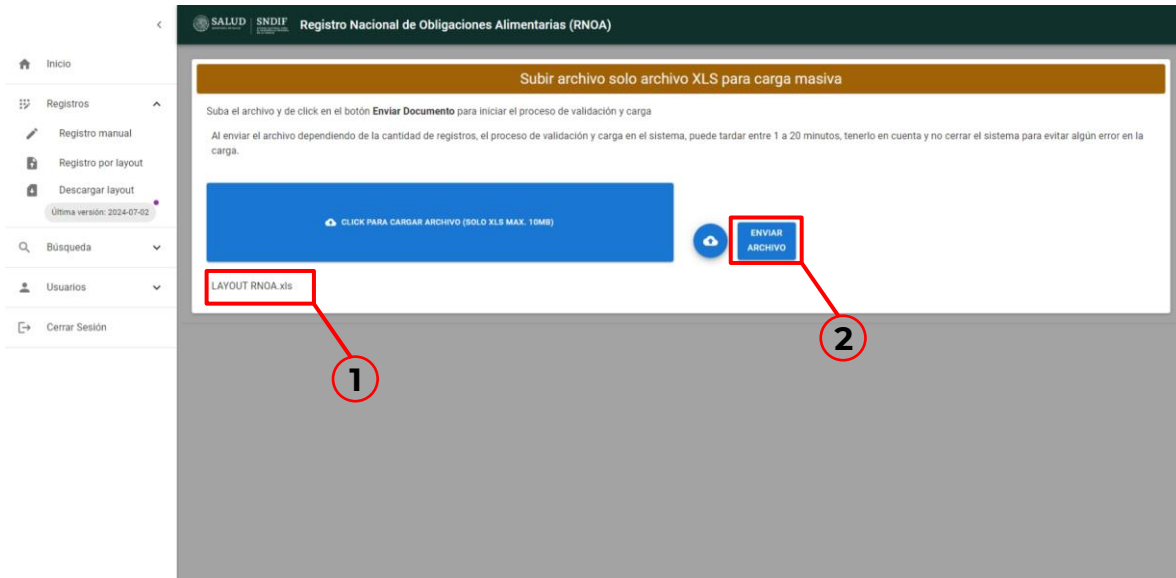 SALUD SNDIF Registro Nacional de Obligaciones Alimentarias (RNOA)
Inicio
Registros
Registro manual
Registro por layout
Descargar layout
Última versión: 2024-07-02
Búsqueda
Usuarios
Cerrar Sesión
Subir archivo solo archivo XLS para carga masiva
Suba el archivo y de click en el botón Enviar Documento para iniciar el proceso de validación y carga
Al enviar el archivo dependiendo de la cantidad de registros, el proceso de validación y carga en el sistema, puede tardar entre 1 a 20 minutos, tenerlo en cuenta y no cerrar el sistema para evitar algún error en la
carga.
CLICK PARA CARGAR ARCHIVO (SOLO XLS MAX. 10MB)
ENVIAR
ARCHIVO
LAYOUT RNOA.xls
1
2